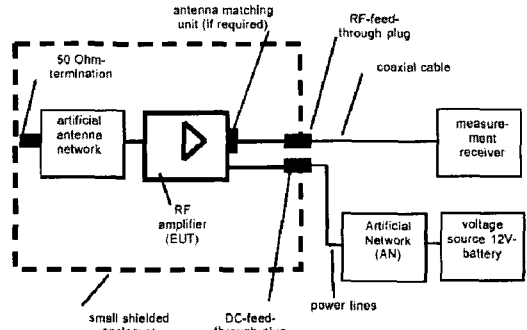 antenna matching
unit (if required)
RF-feed-
through plug
50 Ohm-
termination
coaxial cable
artificial
antenna
network
measure-
ment
receiver
RF
amplifier
(EUT)
Artificial
Network
(AN)
voltage
source 12V-
battery
power lines
small shielded
DC-feed-
through plug